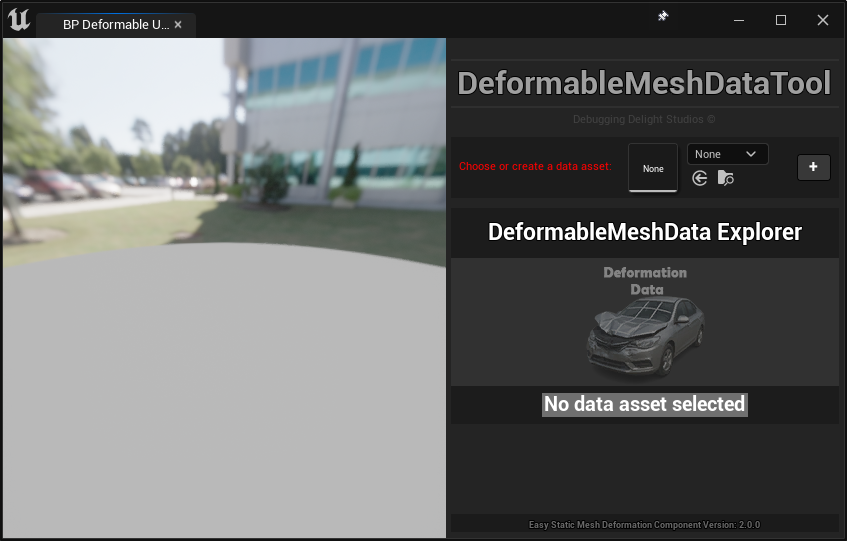 BP Deformable U...
DeformableMeshDataTool
Debugging Delight Studios ©
Choose or create a data asset:
None
None
+
DeformableMeshData Explorer
Deformation
Data
No data asset selected
Easy Static Mesh Deformation Component Version: 2.0.0